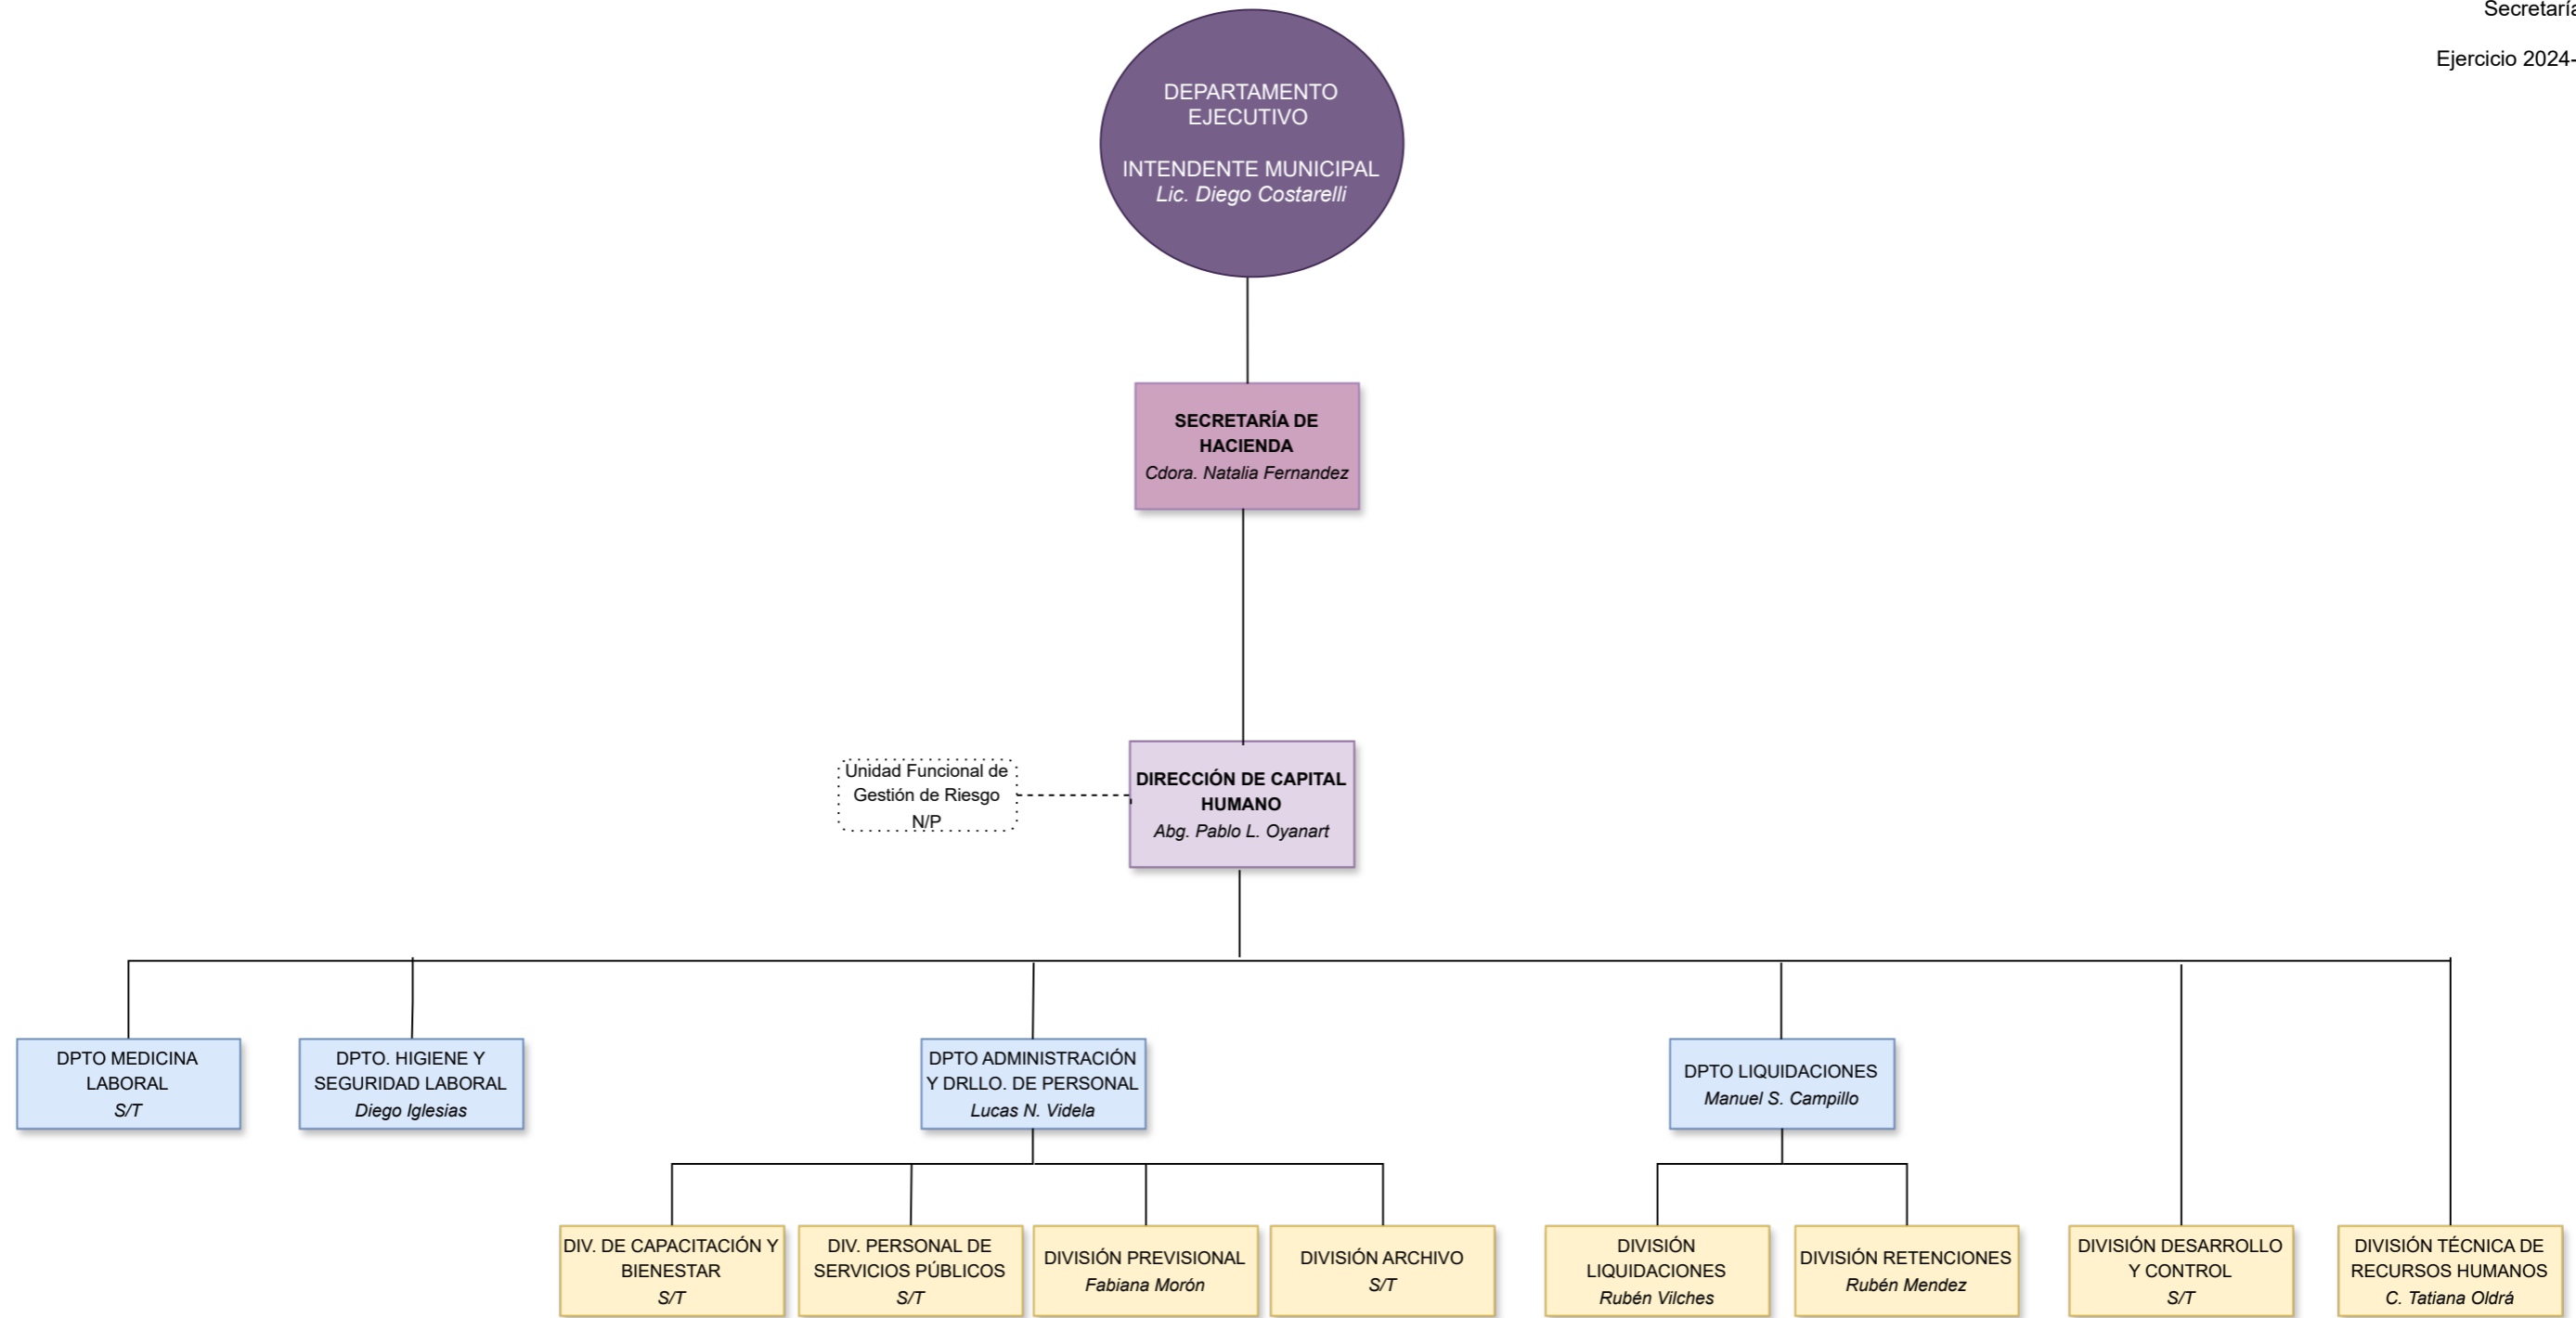 Secretaría
Ejercicio 2024-
DEPARTAMENTO
EJECUTIVO
INTENDENTE MUNICIPAL
Lic. Diego Costarelli
SECRETARÍA DE
HACIENDA
Cdora. Natalia Fernandez
Unidad Funcional de
Gestión de Riesgo
N/P
DIRECCIÓN DE CAPITAL
HUMANO
Abg. Pablo L. Oyanart
DPTO MEDICINA
LABORAL
S/T
DPTO. HIGIENE Y
SEGURIDAD LABORAL
Diego Iglesias
DPTO ADMINISTRACIÓN
Y DRLLO. DE PERSONAL
Lucas N. Videla
DPTO LIQUIDACIONES
Manuel S. Campillo
DIV. DE CAPACITACIÓN Y
BIENESTAR
S/T
DIV. PERSONAL DE
SERVICIOS PÚBLICOS
S/T
DIVISIÓN PREVISIONAL
Fabiana Morón
DIVISIÓN ARCHIVO
S/T
DIVISIÓN
LIQUIDACIONES
Rubén Vilches
DIVISIÓN RETENCIONES
Rubén Mendez
DIVISIÓN DESARROLLO
Y CONTROL
S/T
DIVISIÓN TÉCNICA DE
RECURSOS HUMANOS
C. Tatiana Oldrá